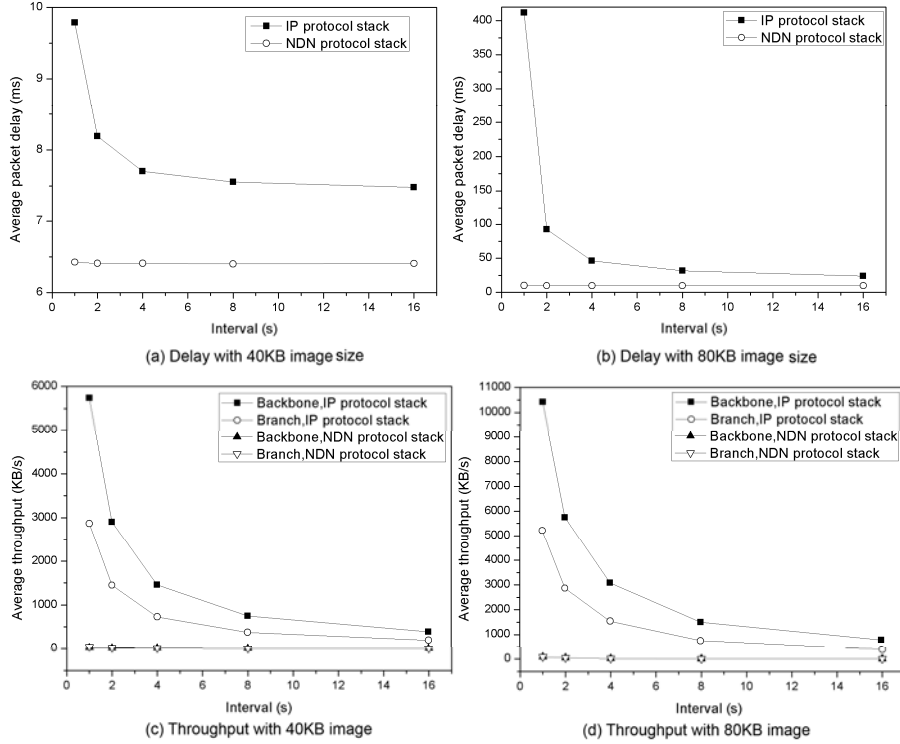 10
9
8
7
6
Average packet delay (ms)
IP protocol stack
NDN protocol stack
0 2 4 6 8 10 12 14 16
Interval (s)
(a) Delay with 40KB image size
400
350
300
250
200
150
100
50
0
Average packet delay (ms)
IP protocol stack
NDN protocol stack
0 2 4 6 8 10 12 14 16
Interval (s)
(b) Delay with 80KB image size
6000
5000
4000
3000
2000
1000
0
Average throughput (KB/s)
Backbone,IP protocol stack
Branch,IP protocol stack
Backbone,NDN protocol stack
Branch,NDN protocol stack
0 2 4 6 8 10 12 14 16
Interval (s)
(c) Throughput with 40KB image
11000
10000
9000
8000
7000
6000
5000
4000
3000
2000
1000
0
Average throughput (KB/s)
Backbone,IP protocol stack
Branch,IP protocol stack
Backbone,NDN protocol stack
Branch,NDN protocol stack
0 2 4 6 8 10 12 14 16
Interval (s)
(d) Throughput with 80KB image